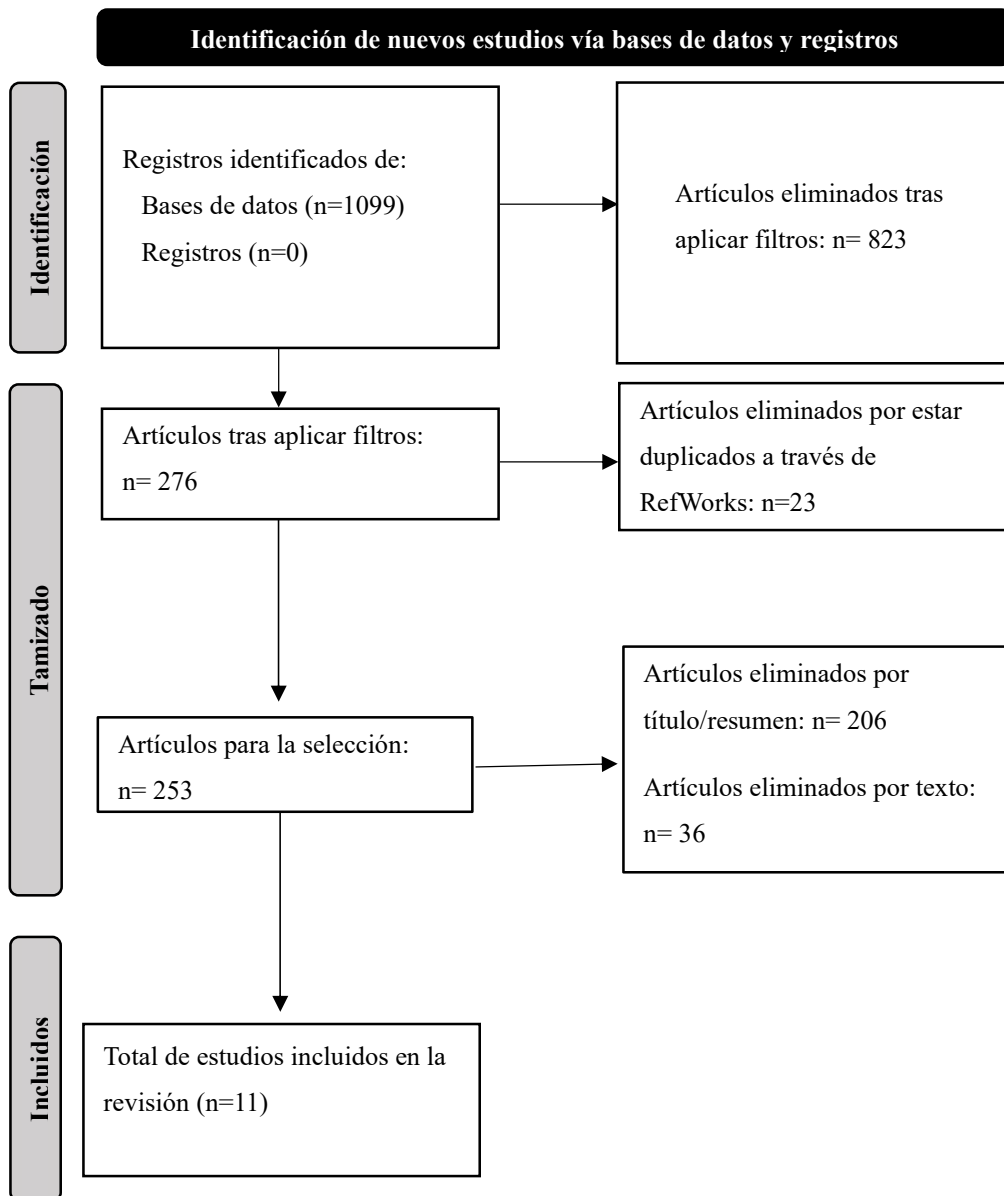 Identificación de nuevos estudios vía bases de datos y registros
Identificación
Registros identificados de:
Bases de datos (n=1099)
Registros (n=0)
Artículos eliminados tras
aplicar filtros: n= 823
Tamizado
Artículos tras aplicar filtros:
n= 276
Artículos eliminados por estar
duplicados a través de
RefWorks: n=23
Artículos para la selección:
n= 253
Artículos eliminados por
título/resumen: n= 206
Artículos eliminados por texto:
n= 36
Incluidos
Total de estudios incluidos en la
revisión (n=11)